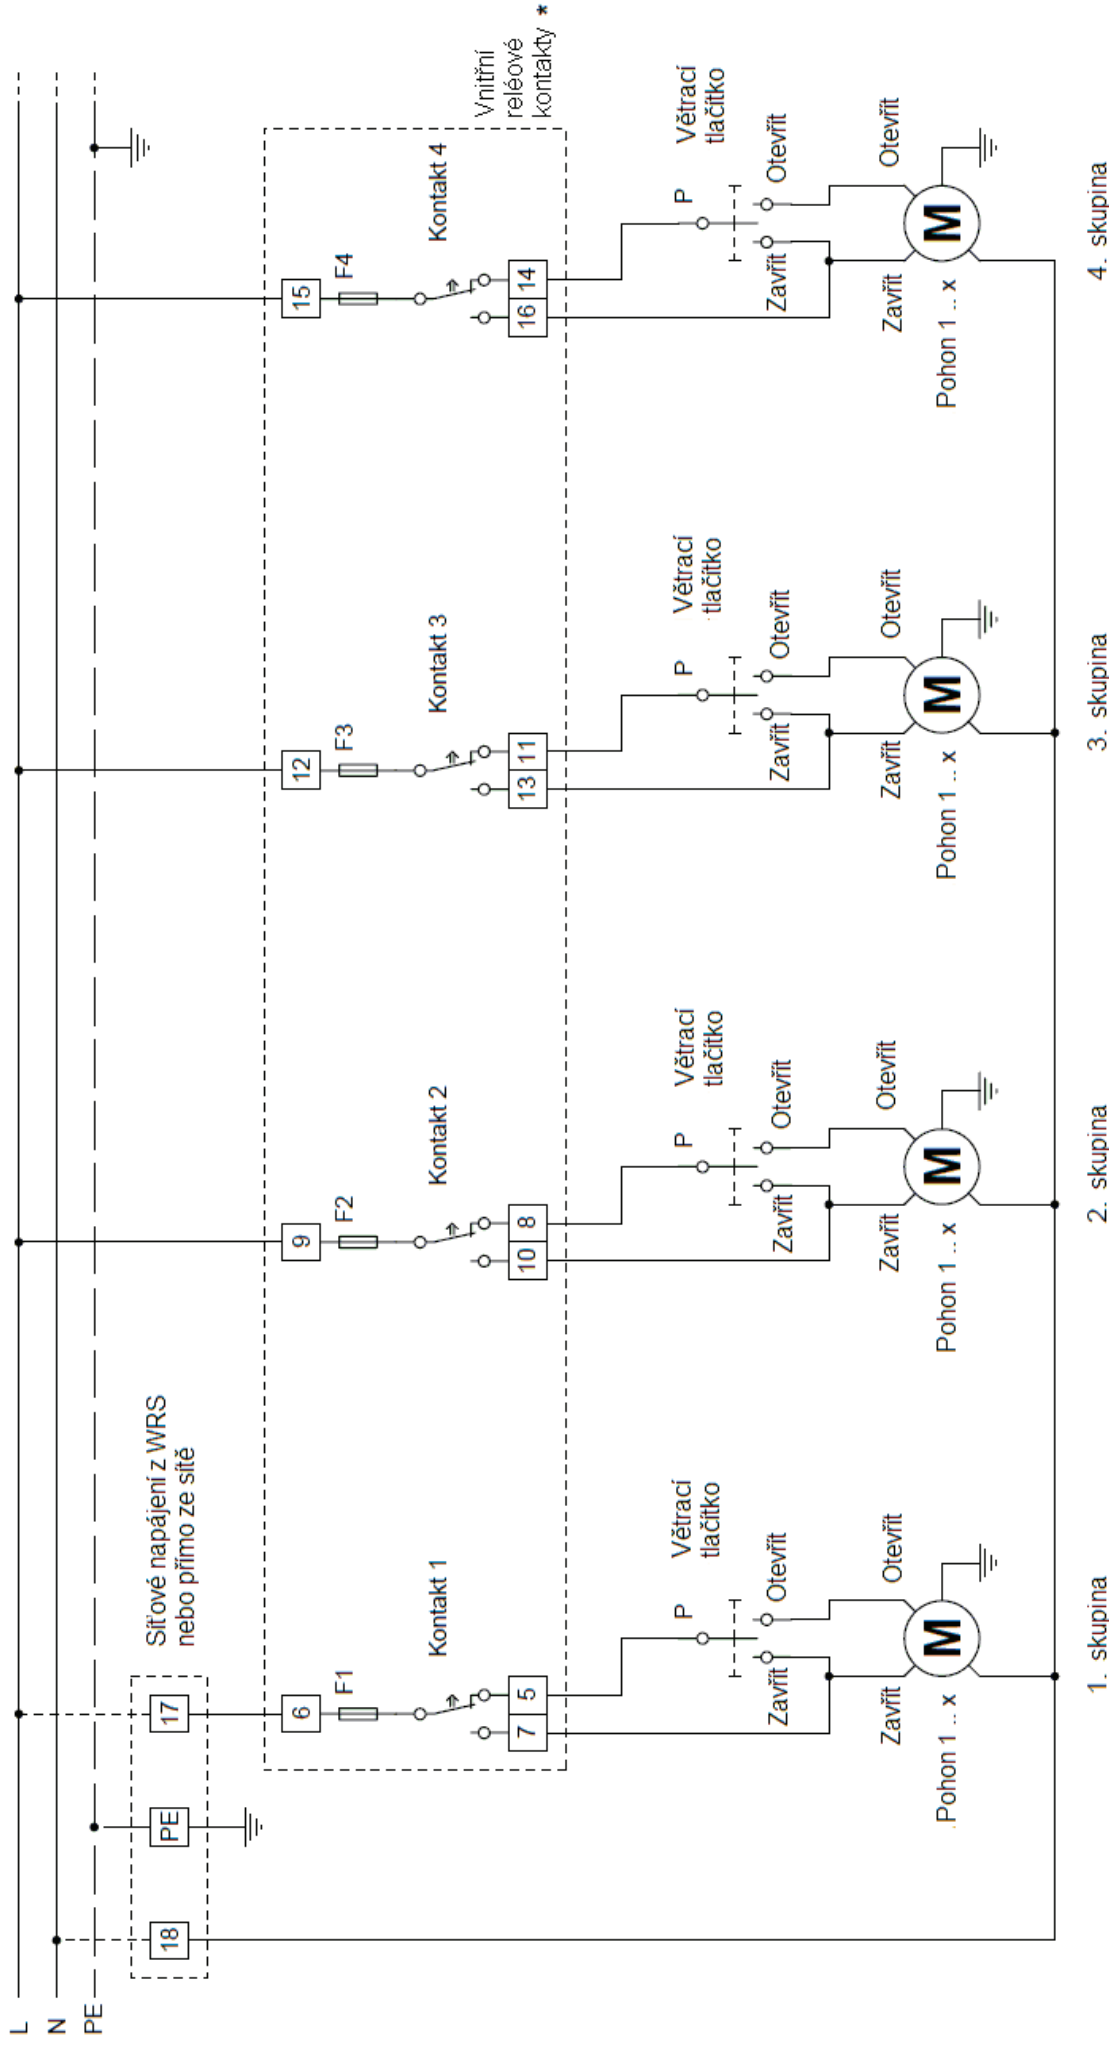 L
N
PE
18
PE
17
Síťové napájení z WRS
nebo přímo ze sítě
6
F1
Kontakt 1
7
5
9
F2
Kontakt 2
10
8
12
F3
Kontakt 3
13
11
15
F4
Kontakt 4
16
14
Vnitřní
reléové
kontakty *
P
Větrací
tlačítko
Zavřít
Otevřít
Zavřít
Otevřít
M
Pohon 1 .. x
1. skupina
P
Větrací
tlačítko
Zavřít
Otevřít
Zavřít
Otevřít
M
Pohon 1 .. x
2. skupina
P
Větrací
tlačítko
Zavřít
Otevřít
Zavřít
Otevřít
M
Pohon 1 .. x
3. skupina
P
Větrací
tlačítko
Zavřít
Otevřít
Zavřít
Otevřít
M
Pohon 1 .. x
4. skupina